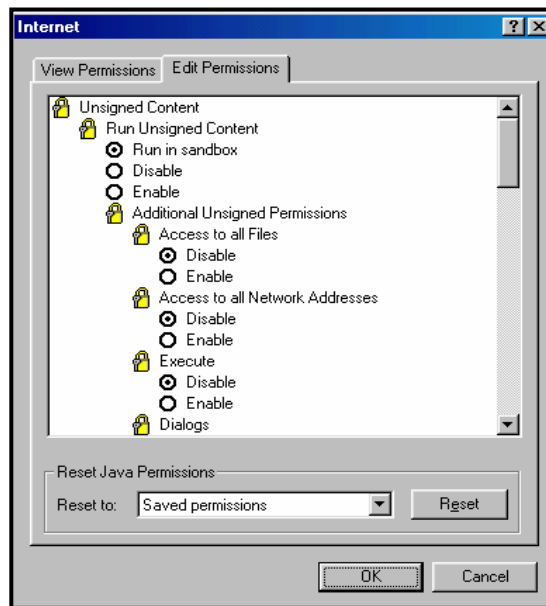 Internet
View Permissions Edit Permissions
Unsigned Content
Run Unsigned Content
Run in sandbox
Disable
Enable
Additional Unsigned Permissions
Access to all Files
Disable
Enable
Access to all Network Addresses
Disable
Enable
Execute
Disable
Enable
Dialogs
Reset Java Permissions
Reset to: Saved permissions Reset
OK Cancel